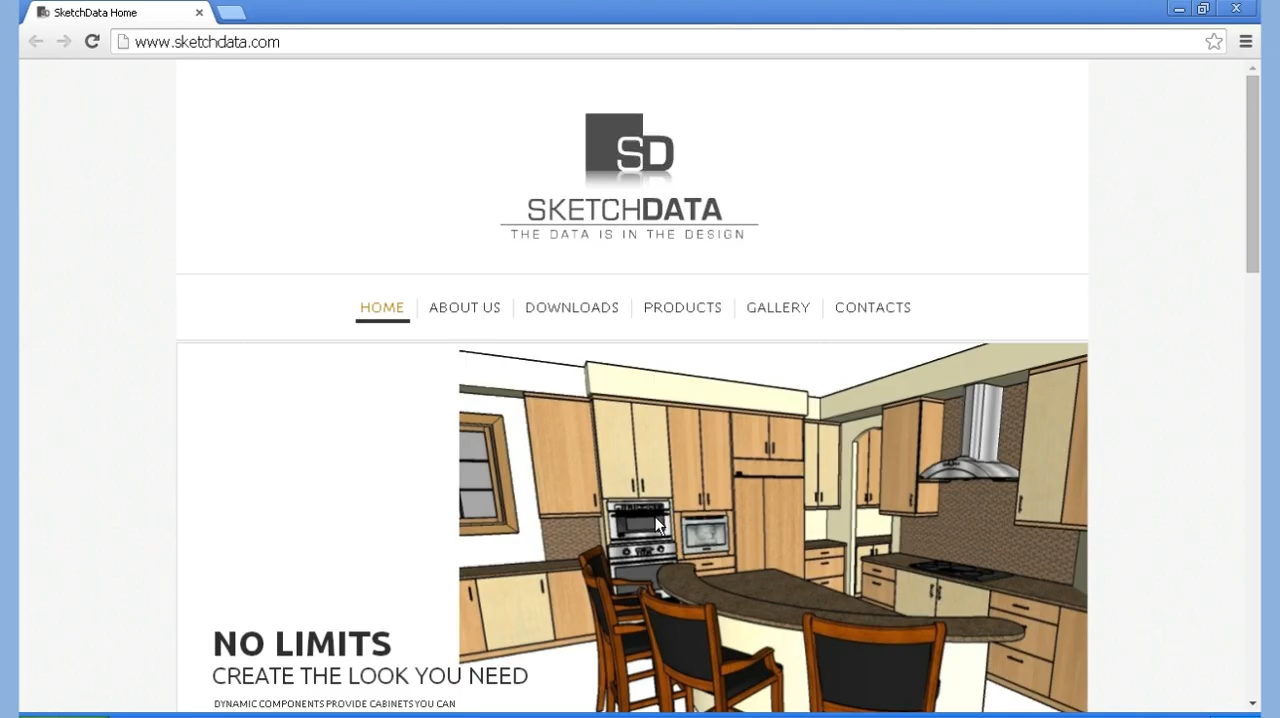 SketchData Home
www.sketchdata.com
SD
SKETCHDATA
THE DATA IS IN THE DESIGN
HOME
ABOUT US
DOWNLOADS
PRODUCTS
GALLERY
CONTACTS
NO LIMITS
CREATE THE LOOK YOU NEED
DYNAMIC COMPONENTS PROVIDE CABINETS YOU CAN